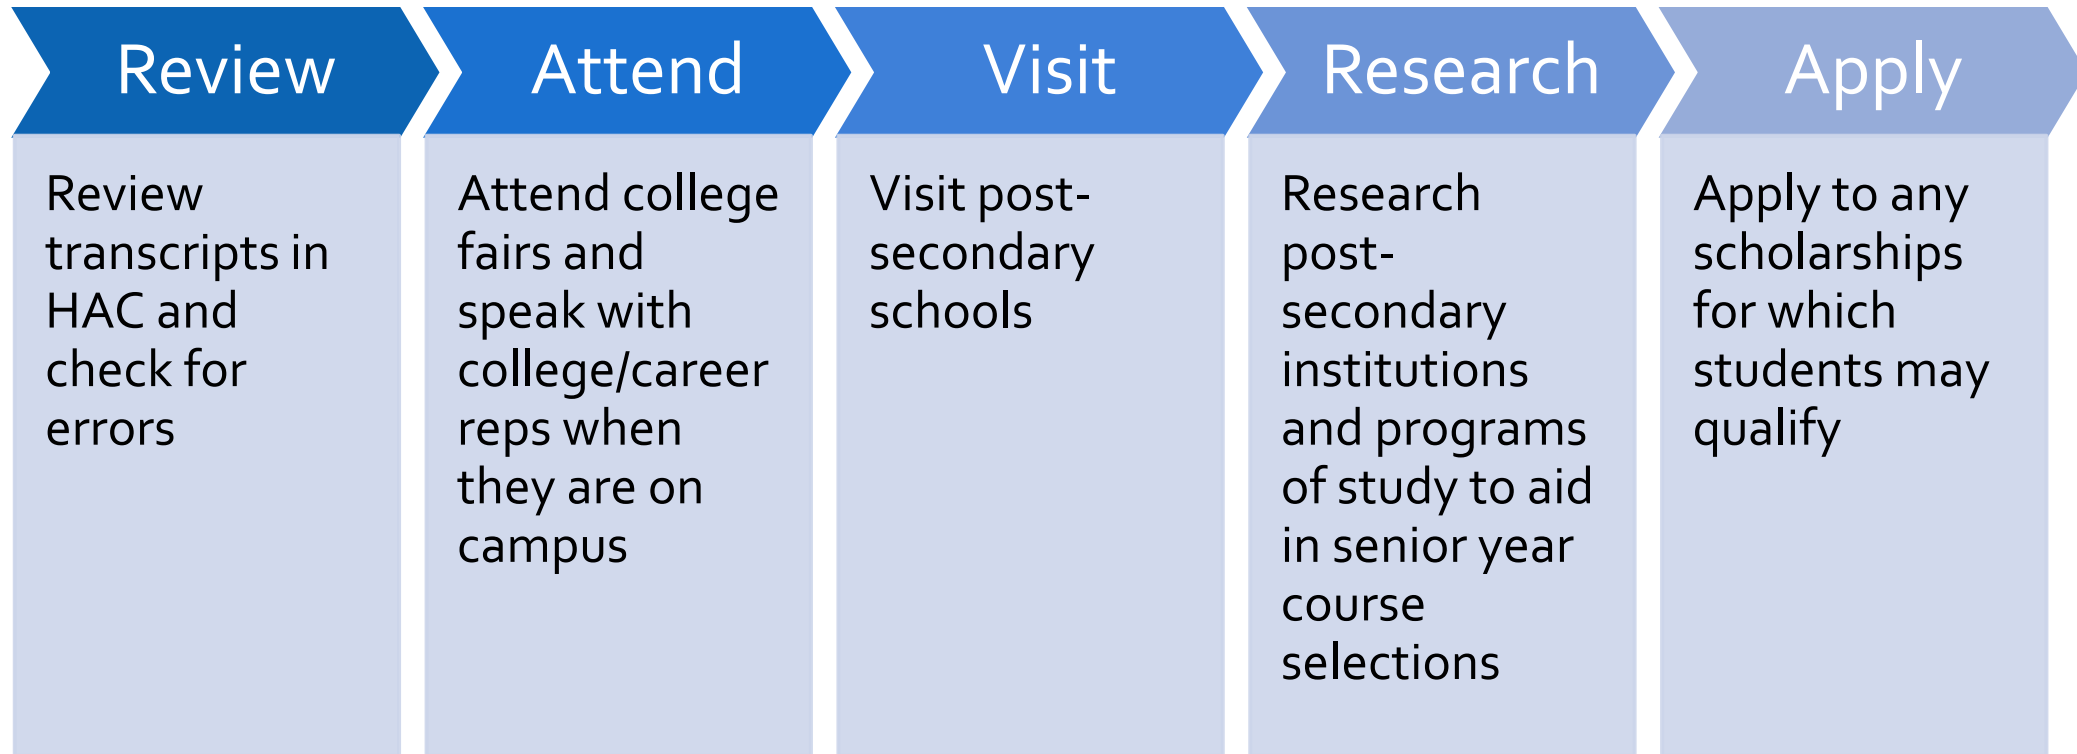 Review
Review
transcripts in
HAC and
check for
errors
Attend
Attend college
fairs and
speak with
college/career
reps when
they are on
campus
Visit
Visit post-
secondary
schools
Research
Research
post-
secondary
institutions
and programs
of study to aid
in senior year
course
selections
Apply
Apply to any
scholarships
for which
students may
qualify